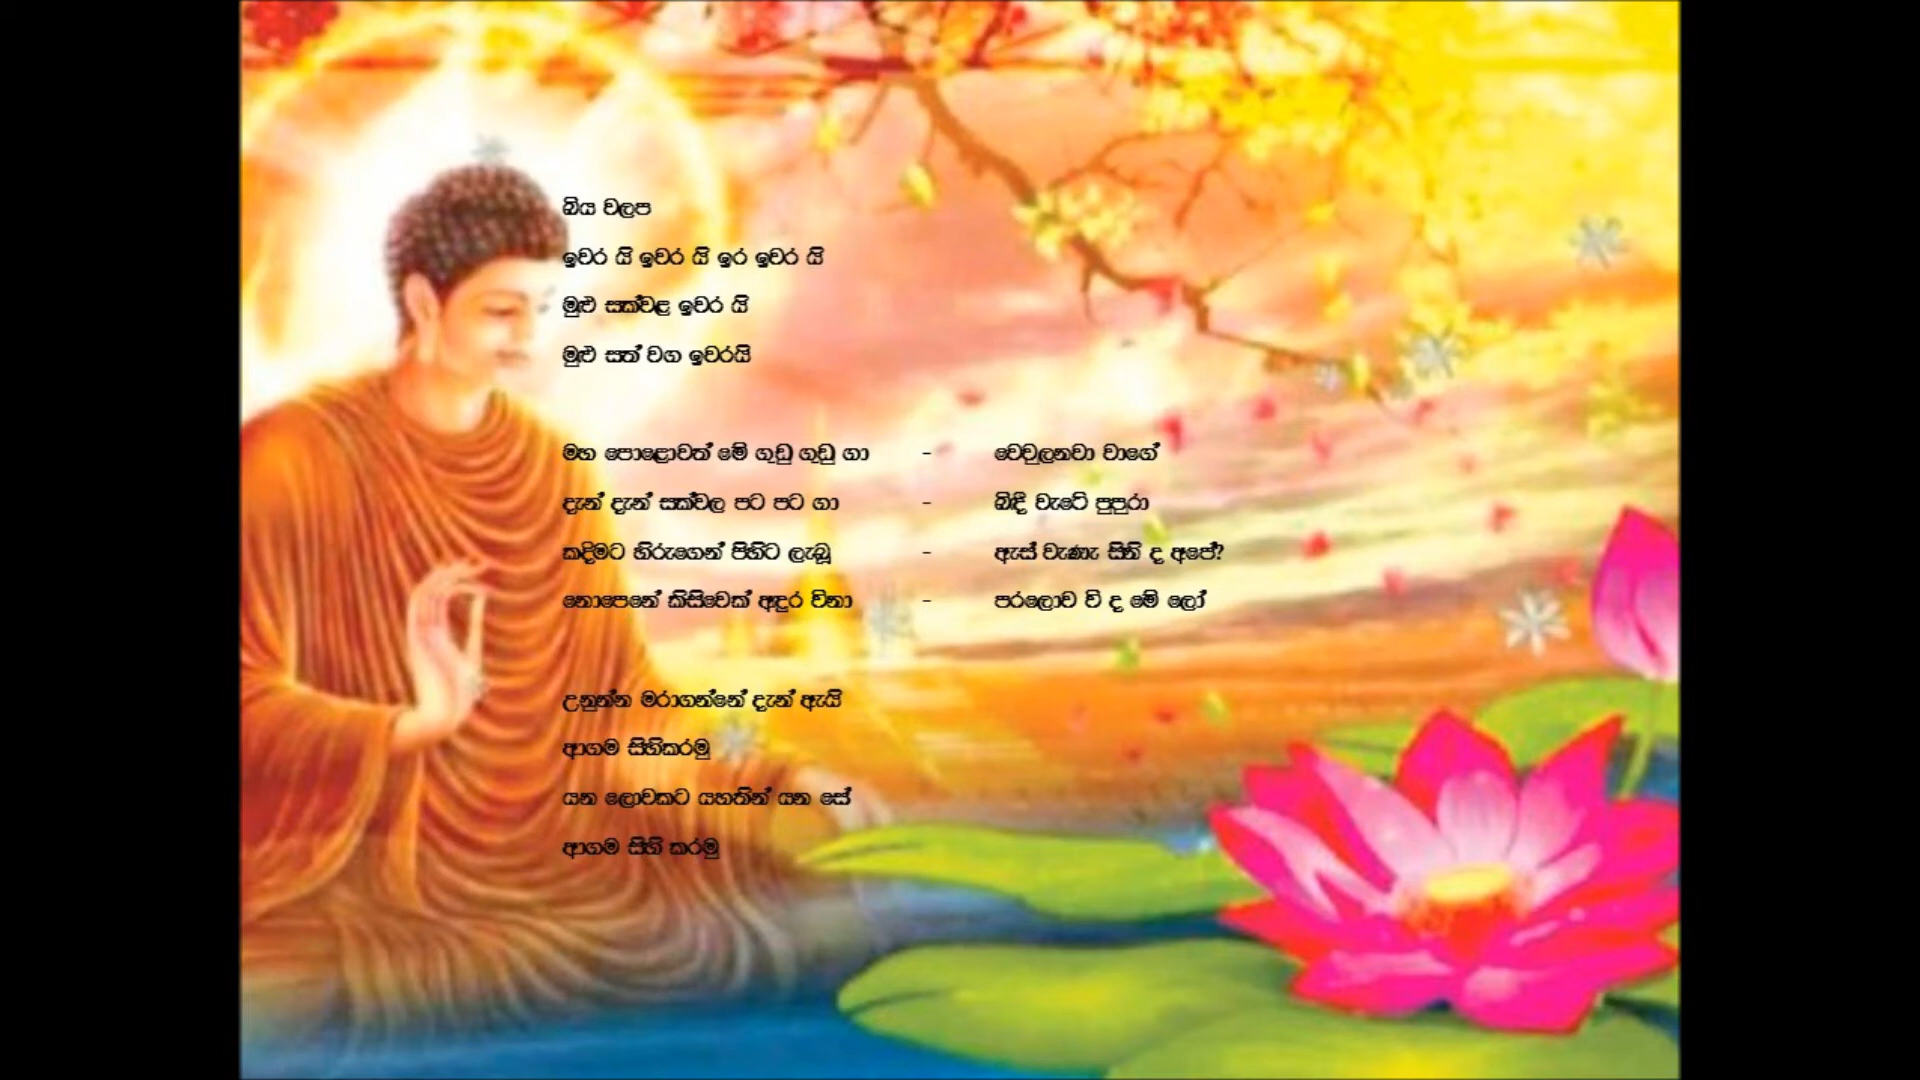 බිය වලප
ඉවර යි ඉවර යි ඉර ඉවර යි
මුළු සක්වළ ඉවර යි
මුළු සත් වග ඉවරයි
මහ පොළොවත් මේ ගුඩු ගුඩු ගා - වෙවුලනවා වාගේ
දැන් දැන් සක්වල පට පට ගා - බිඳී වැටේ පුපුරා
කදිමට හිරුගෙන් පිහිට ලැබූ - ඇස් වැණැ සිනි ද අපේ?
නොපෙනේ කිසිවෙක් අඳුර විනා - පරලොව වි ද මේ ලෝ
උනුන්න මරාගන්නේ දැන් ඇයි
ආගම සිහිකරමු
යන ලොවකට යහතින් යන සේ
ආගම සිහි කරමු